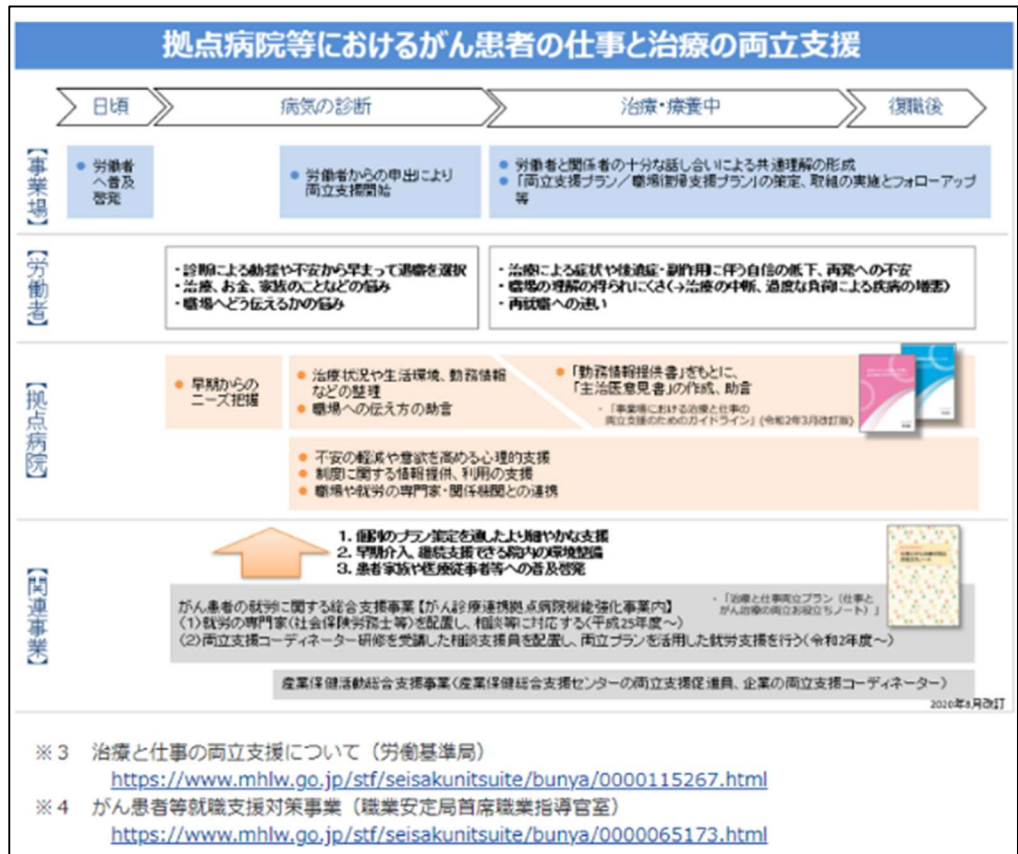 拠点病院等におけるがん患者の仕事と治療の両立支援
日頃
病気の診断
治療・療養中
復職後
【事業場】
● 労働者
へ普及
啓発
● 労働者からの申出により
両立支援開始
● 労働者と関係者の十分な話し合いによる共通理解の形成
● 「両立支援プラン／職場復帰支援プラン」の策定、取組の実施とフォローアップ
等
【労働者】
・診断による動揺や不安から早まって退職を選択
・治療、お金、家族のことなどの悩み
・職場へどう伝えるかの悩み
・治療による症状や後遺症・副作用に伴う自信の低下、再発への不安
・職場の理解の得られにくさ(→治療の中断、過度な負荷による疾病の増悪)
・再就職への迷い
【拠点病院】
● 早期からの
ニーズ把握
● 治療状況や生活環境、勤務情報
などの整理
● 職場への伝え方の助言
● 「勤務情報提供書」をもとに、
「主治医意見書」の作成、助言
・「事業場における治療と仕事の
両立支援のためのガイドライン」(令和2年3月改訂版)
● 不安の軽減や意欲を高める心理的支援
● 制度に関する情報提供、利用の支援
● 職場や就労の専門家・関係機関との連携
【関連事業】
1. 個別のプラン策定を通したより細やかな支援
2. 早期介入、継続支援できる院内の環境整備
3. 患者家族や医療従事者等への普及啓発
がん患者の就労に関する総合支援事業【がん診療連携拠点病院機能強化事業内】
(1)就労の専門家(社会保険労務士等)を配置し、相談等に対応する(平成25年度～)
(2)両立支援コーディネーター研修を受講した相談支援員を配置し、両立プランを活用した就労支援を行う(令和2年度～)
・「治療と仕事両立プラン（仕事と
がん治療の両立お役立ちノート）」
産業保健活動総合支援事業(産業保健総合支援センターの両立支援促進員、企業の両立支援コーディネーター)
2020年8月改訂
※３ 治療と仕事の両立支援について（労働基準局）
https://www.mhlw.go.jp/stf/seisakunitsuite/bunya/0000115267.html
※４ がん患者等就職支援対策事業（職業安定局首席職業指導官室）
https://www.mhlw.go.jp/stf/seisakunitsuite/bunya/0000065173.html